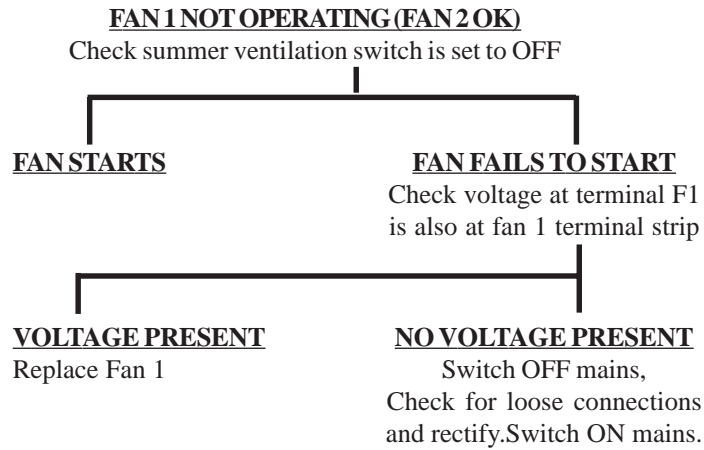 FAN 1 NOT OPERATING (FAN 2 OK)
Check summer ventilation switch is set to OFF
FAN STARTS
FAN FAILS TO START
Check voltage at terminal F1
is also at fan 1 terminal strip
VOLTAGE PRESENT
Replace Fan 1
NO VOLTAGE PRESENT
Switch OFF mains,
Check for loose connections
and rectify.Switch ON mains.